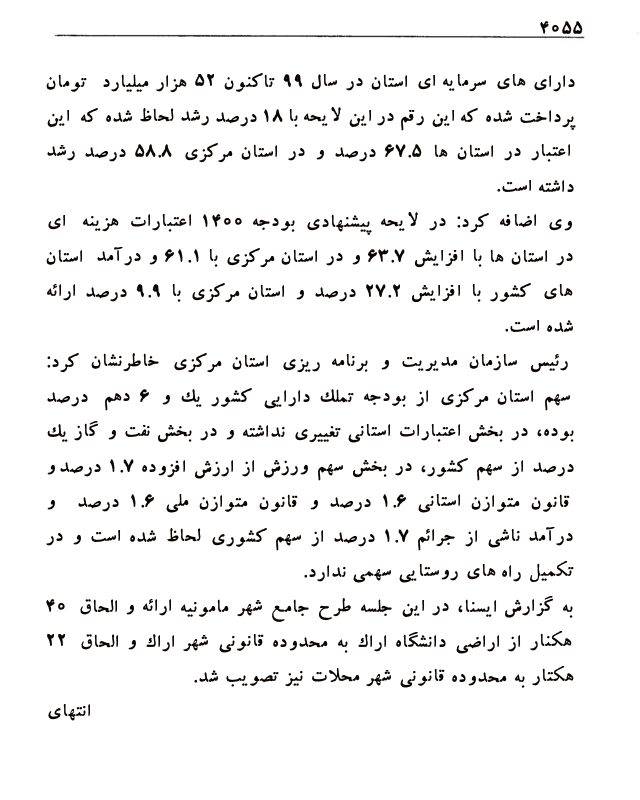 ۴۰۵۵
دارای های سرمایه ای استان در سال ۹۹ تاکنون ۵۲ هزار میلیارد تومان
پرداخت شده که این رقم در این لایحه با ۱۸ درصد رشد لحاظ شده که این
اعتبار در استان ها ۶۷.۵ درصد و در استان مرکزی ۵۸.۸ درصد رشد
داشته است.
وی اضافه کرد: در لایحه پیشنهادی بودجه ۱۴۰۰ اعتبارات هزینه ای
در استان ها با افزایش ۶۳.۷ و در استان مرکزی با ۶۱.۱ و درآمد استان
های کشور با افزایش ۲۷.۲ درصد و استان مرکزی با ۹.۹ درصد ارائه
شده است.
رئیس سازمان مدیریت و برنامه ریزی استان مرکزی خاطرنشان کرد:
سهم استان مرکزی از بودجه تملك دارایی کشور یك و ۶ دهم درصد
بوده، در بخش اعتبارات استانی تغییری نداشته و در بخش نفت و گاز یك
درصد از سهم کشور، در بخش سهم ورزش از ارزش افزوده ۱.۷ درصد و
قانون متوازن استانی ۱.۶ درصد و قانون متوازن ملی ۱.۶ درصد و
درآمد ناشی از جرائم ۱.۷ درصد از سهم کشوری لحاظ شده است و در
تکمیل راه های روستایی سهمی ندارد.
به گزارش ایسنا، در این جلسه طرح جامع شهر مامونیه ارائه و الحاق ۴۰
هکنار از اراضی دانشگاه اراك به محدوده قانونی شهر اراك و الحاق ۲۲
هکتار به محدوده قانونی شهر محلات نیز تصویب شد.
انتهای